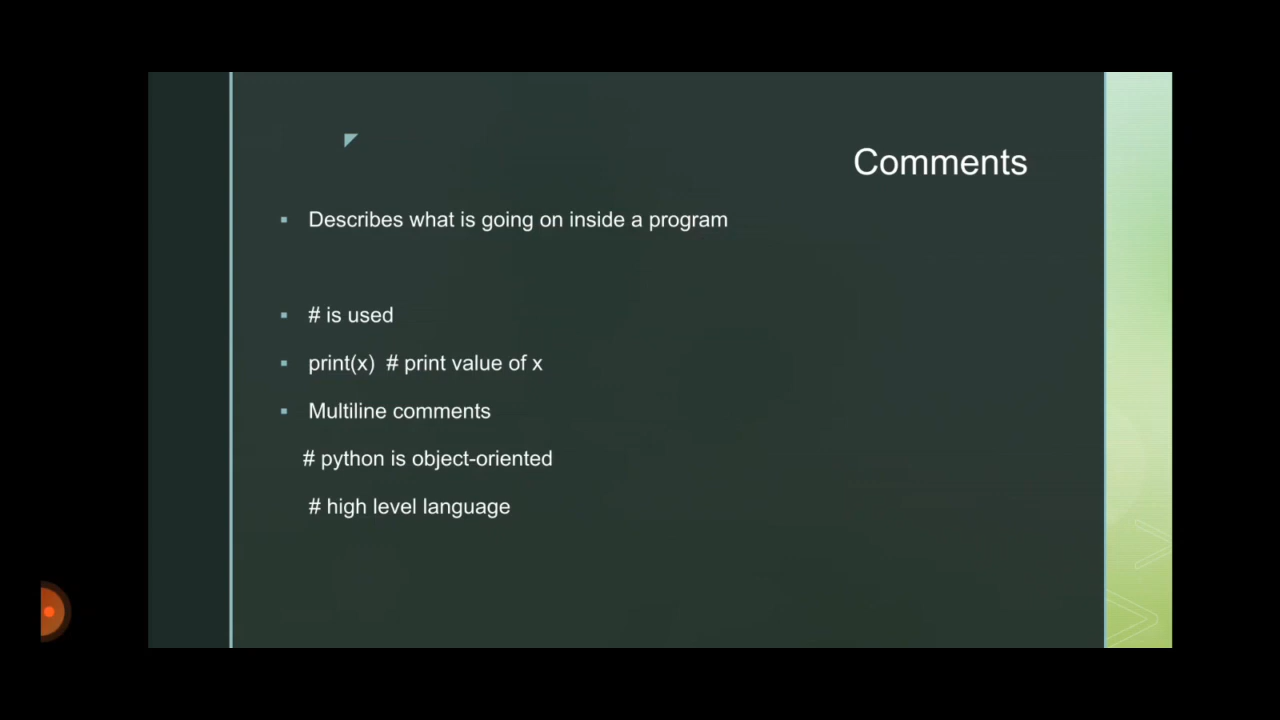 Comments
Describes what is going on inside a program
# is used
print(x)  # print value of x
Multiline comments
# python is object-oriented
# high level language